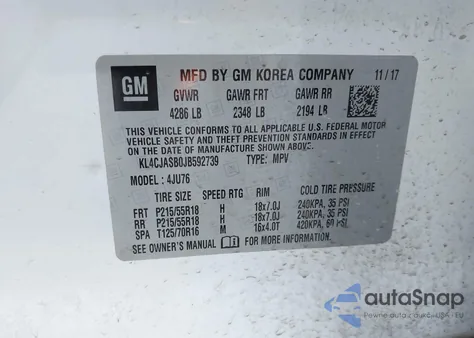 GM
MFD BY GM KOREA COMPANY 11/17
GVWR GAWR FRT GAWR RR
4286 LB 2348 LB 2194 LB
THIS VEHICLE CONFORMS TO ALL APPLICABLE U.S. FEDERAL MOTOR
VEHICLE SAFETY AND THEFT PREVENTION STANDARDS IN EFFECT
ON THE DATE OF MANUFACTURE SHOWN ABOVE.
KL4CJASB0JB592739 TYPE: MPV
MODEL: 4JU76
TIRE SIZE SPEED RTG RIM COLD TIRE PRESSURE
FRT P215/55R18 H 18x7.0J 240KPA, 35 PSI
RR P215/55R18 H 18x7.0J 240KPA, 35 PSI
SPA T125/70R16 M 16x4.0T 420KPA, 60 PSI
SEE OWNER'S MANUAL FOR MORE INFORMATION.
autoSnap
Pewne auto z USA i EU